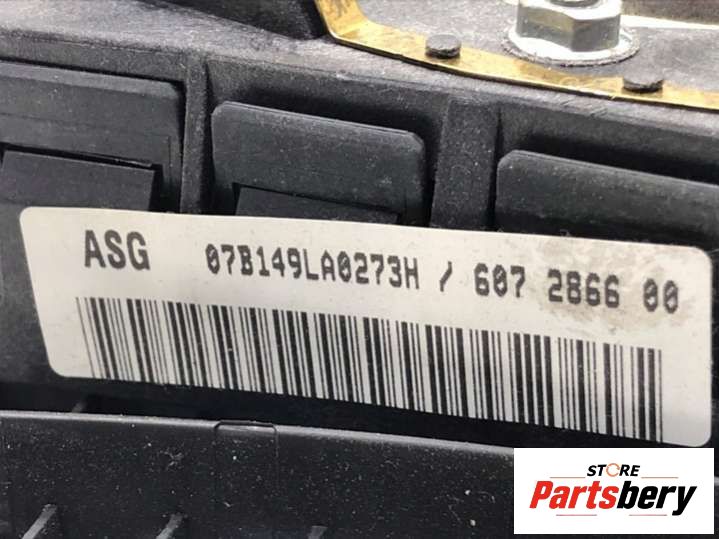 ASG 07B149LA0273H / 607 2866 00
STORE
Partsbery